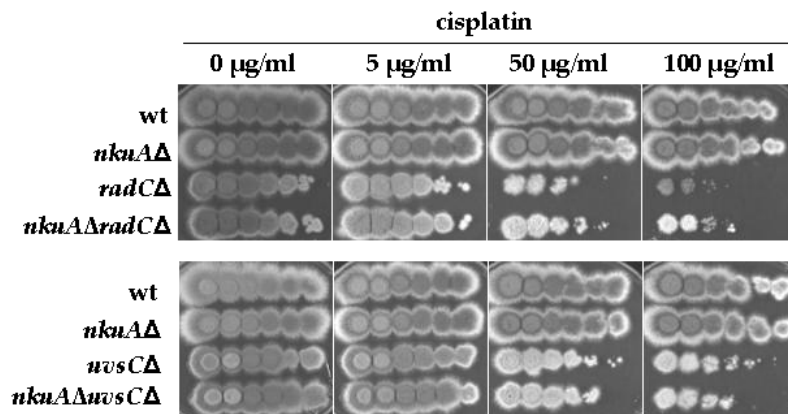 cisplatin
0 µg/ml 5 µg/ml 50 µg/ml 100 µg/ml
wt
nkuAΔ
radCΔ
nkuAΔradCΔ
wt
nkuAΔ
uvsCΔ
nkuAΔuvsCΔ